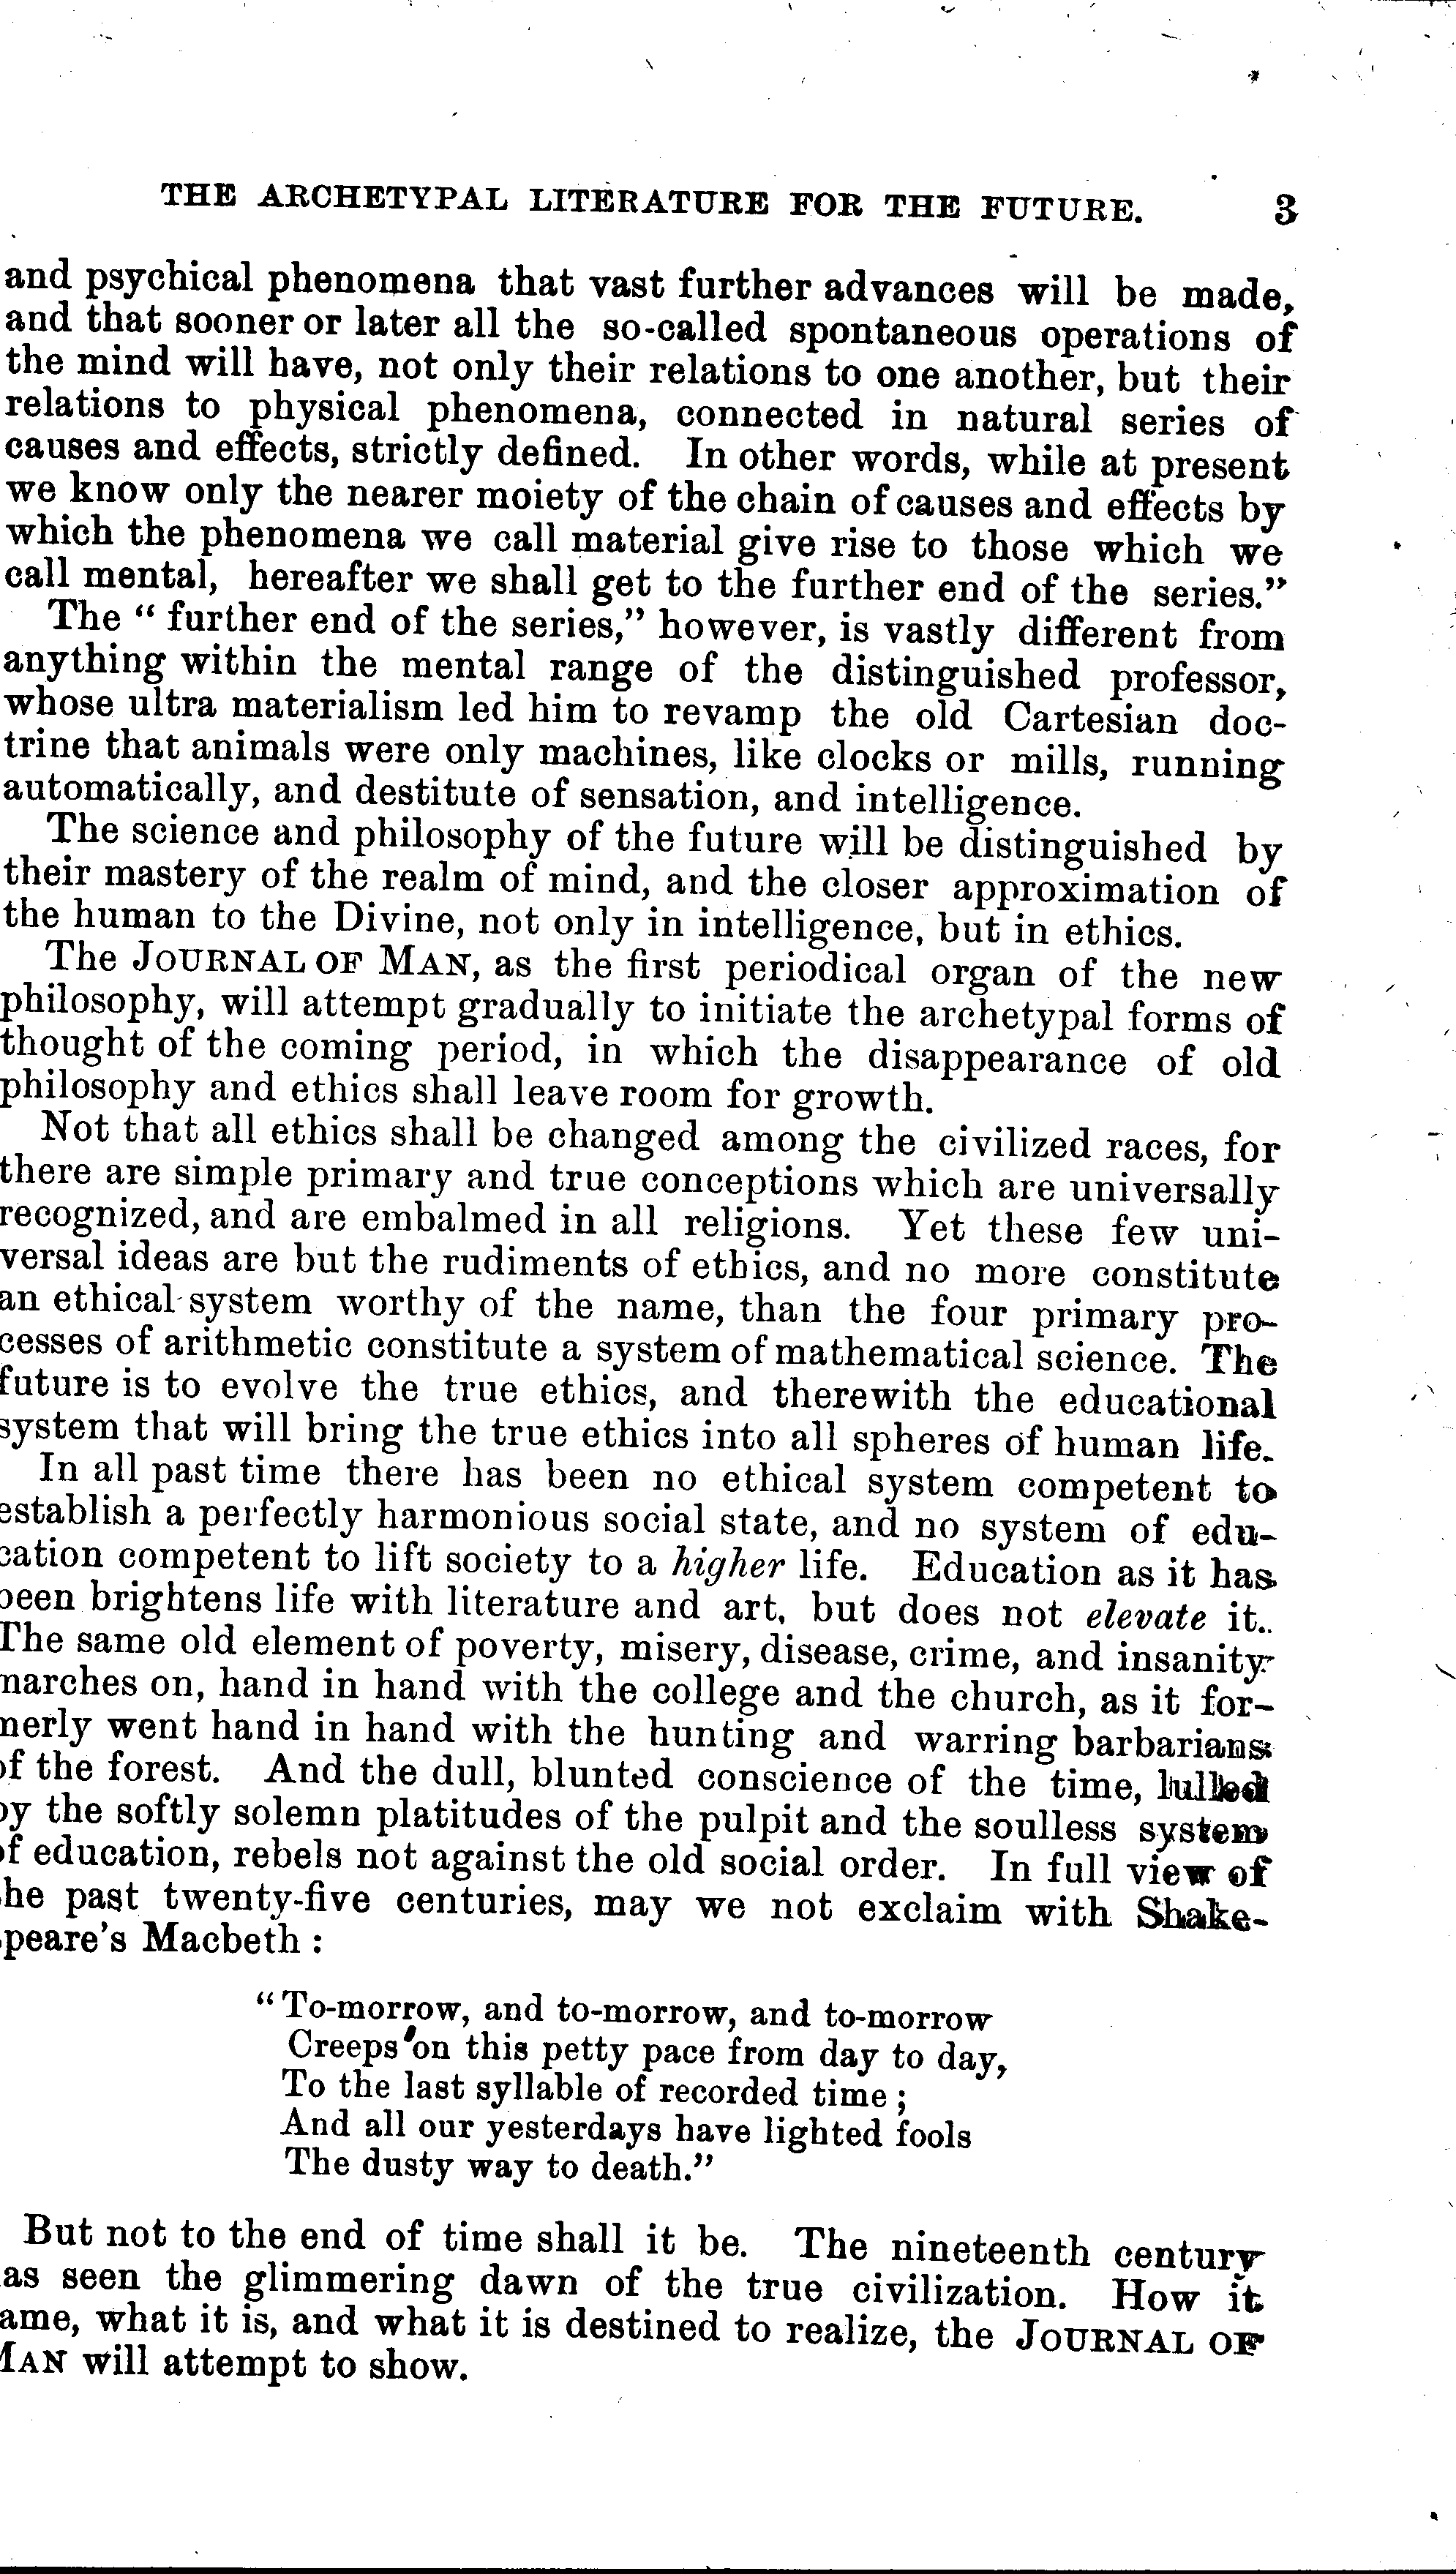 THE ARCHETYPAL LITERATURE FOR THE FUTURE. 3
and psychical phenomena that vast further advances will be made,
and that sooner or later all the so-called spontaneous operations of
the mind will have, not only their relations to one another, but their
relations to physical phenomena, connected in natural series of
causes and effects, strictly defined. In other words, while at present
we know only the nearer moiety of the chain of causes and effects by
which the phenomena we call material give rise to those which we
call mental, hereafter we shall get to the further end of the series.”
The “ further end of the series,” however, is vastly different from
anything within the mental range of the distinguished professor,
whose ultra materialism led him to revamp the old Cartesian doc-
trine that animals were only machines, like clocks or mills, running
automatically, and destitute of sensation, and intelligence.
The science and philosophy of the future will be distinguished by
their mastery of the realm of mind, and the closer approximation of
the human to the Divine, not only in intelligence, but in ethics.
The JOURNAL OF MAN, as the first periodical organ of the new
philosophy, will attempt gradually to initiate the archetypal forms of
thought of the coming period, in which the disappearance of old
philosophy and ethics shall leave room for growth.
Not that all ethics shall be changed among the civilized races, for
there are simple primary and true conceptions which are universally
recognized, and are embalmed in all religions. Yet these few uni-
versal ideas are but the rudiments of ethics, and no more constitute
an ethical system worthy of the name, than the four primary pro-
cesses of arithmetic constitute a system of mathematical science. The
future is to evolve the true ethics, and therewith the educational
system that will bring the true ethics into all spheres of human life.
In all past time there has been no ethical system competent to
establish a perfectly harmonious social state, and no system of edu-
cation competent to lift society to a higher life. Education as it has
been brightens life with literature and art, but does not elevate it.
The same old element of poverty, misery, disease, crime, and insanity
marches on, hand in hand with the college and the church, as it for-
merly went hand in hand with the hunting and warring barbarians
of the forest. And the dull, blunted conscience of the time, lulled
by the softly solemn platitudes of the pulpit and the soulless system
of education, rebels not against the old social order. In full view of
he past twenty-five centuries, may we not exclaim with Shake-
peare's Macbeth :
“ To-morrow, and to-morrow, and to-morrow
Creeps on this petty pace from day to day,
To the last syllable of recorded time ;
And all our yesterdays have lighted fools
The dusty way to death.”
But not to the end of time shall it be. The nineteenth century
as seen the glimmering dawn of the true civilization. How it
ame, what it is, and what it is destined to realize, the JOURNAL OF
MAN will attempt to show.